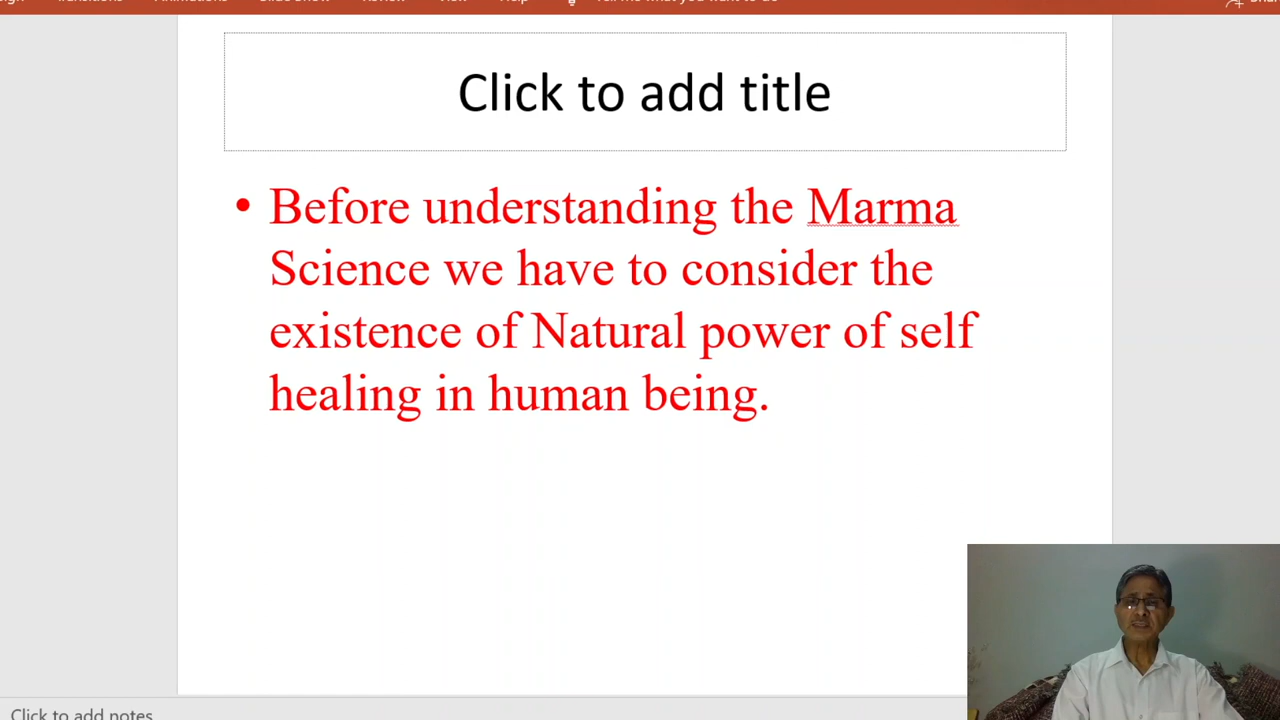 Click to add title
• Before understanding the Marma
Science we have to consider the
existence of Natural power of self
healing in human being.
Click to add notes